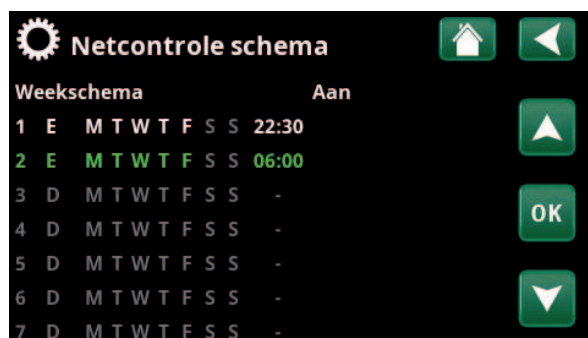 Netcontrole schema
Weekschema Aan
1 E M T W T F S S 22:30
2 E M T W T F S S 06:00
3 D M T W T F S S -
4 D M T W T F S S -
OK
5 D M T W T F S S -
6 D M T W T F S S -
7 D M T W T F S S -